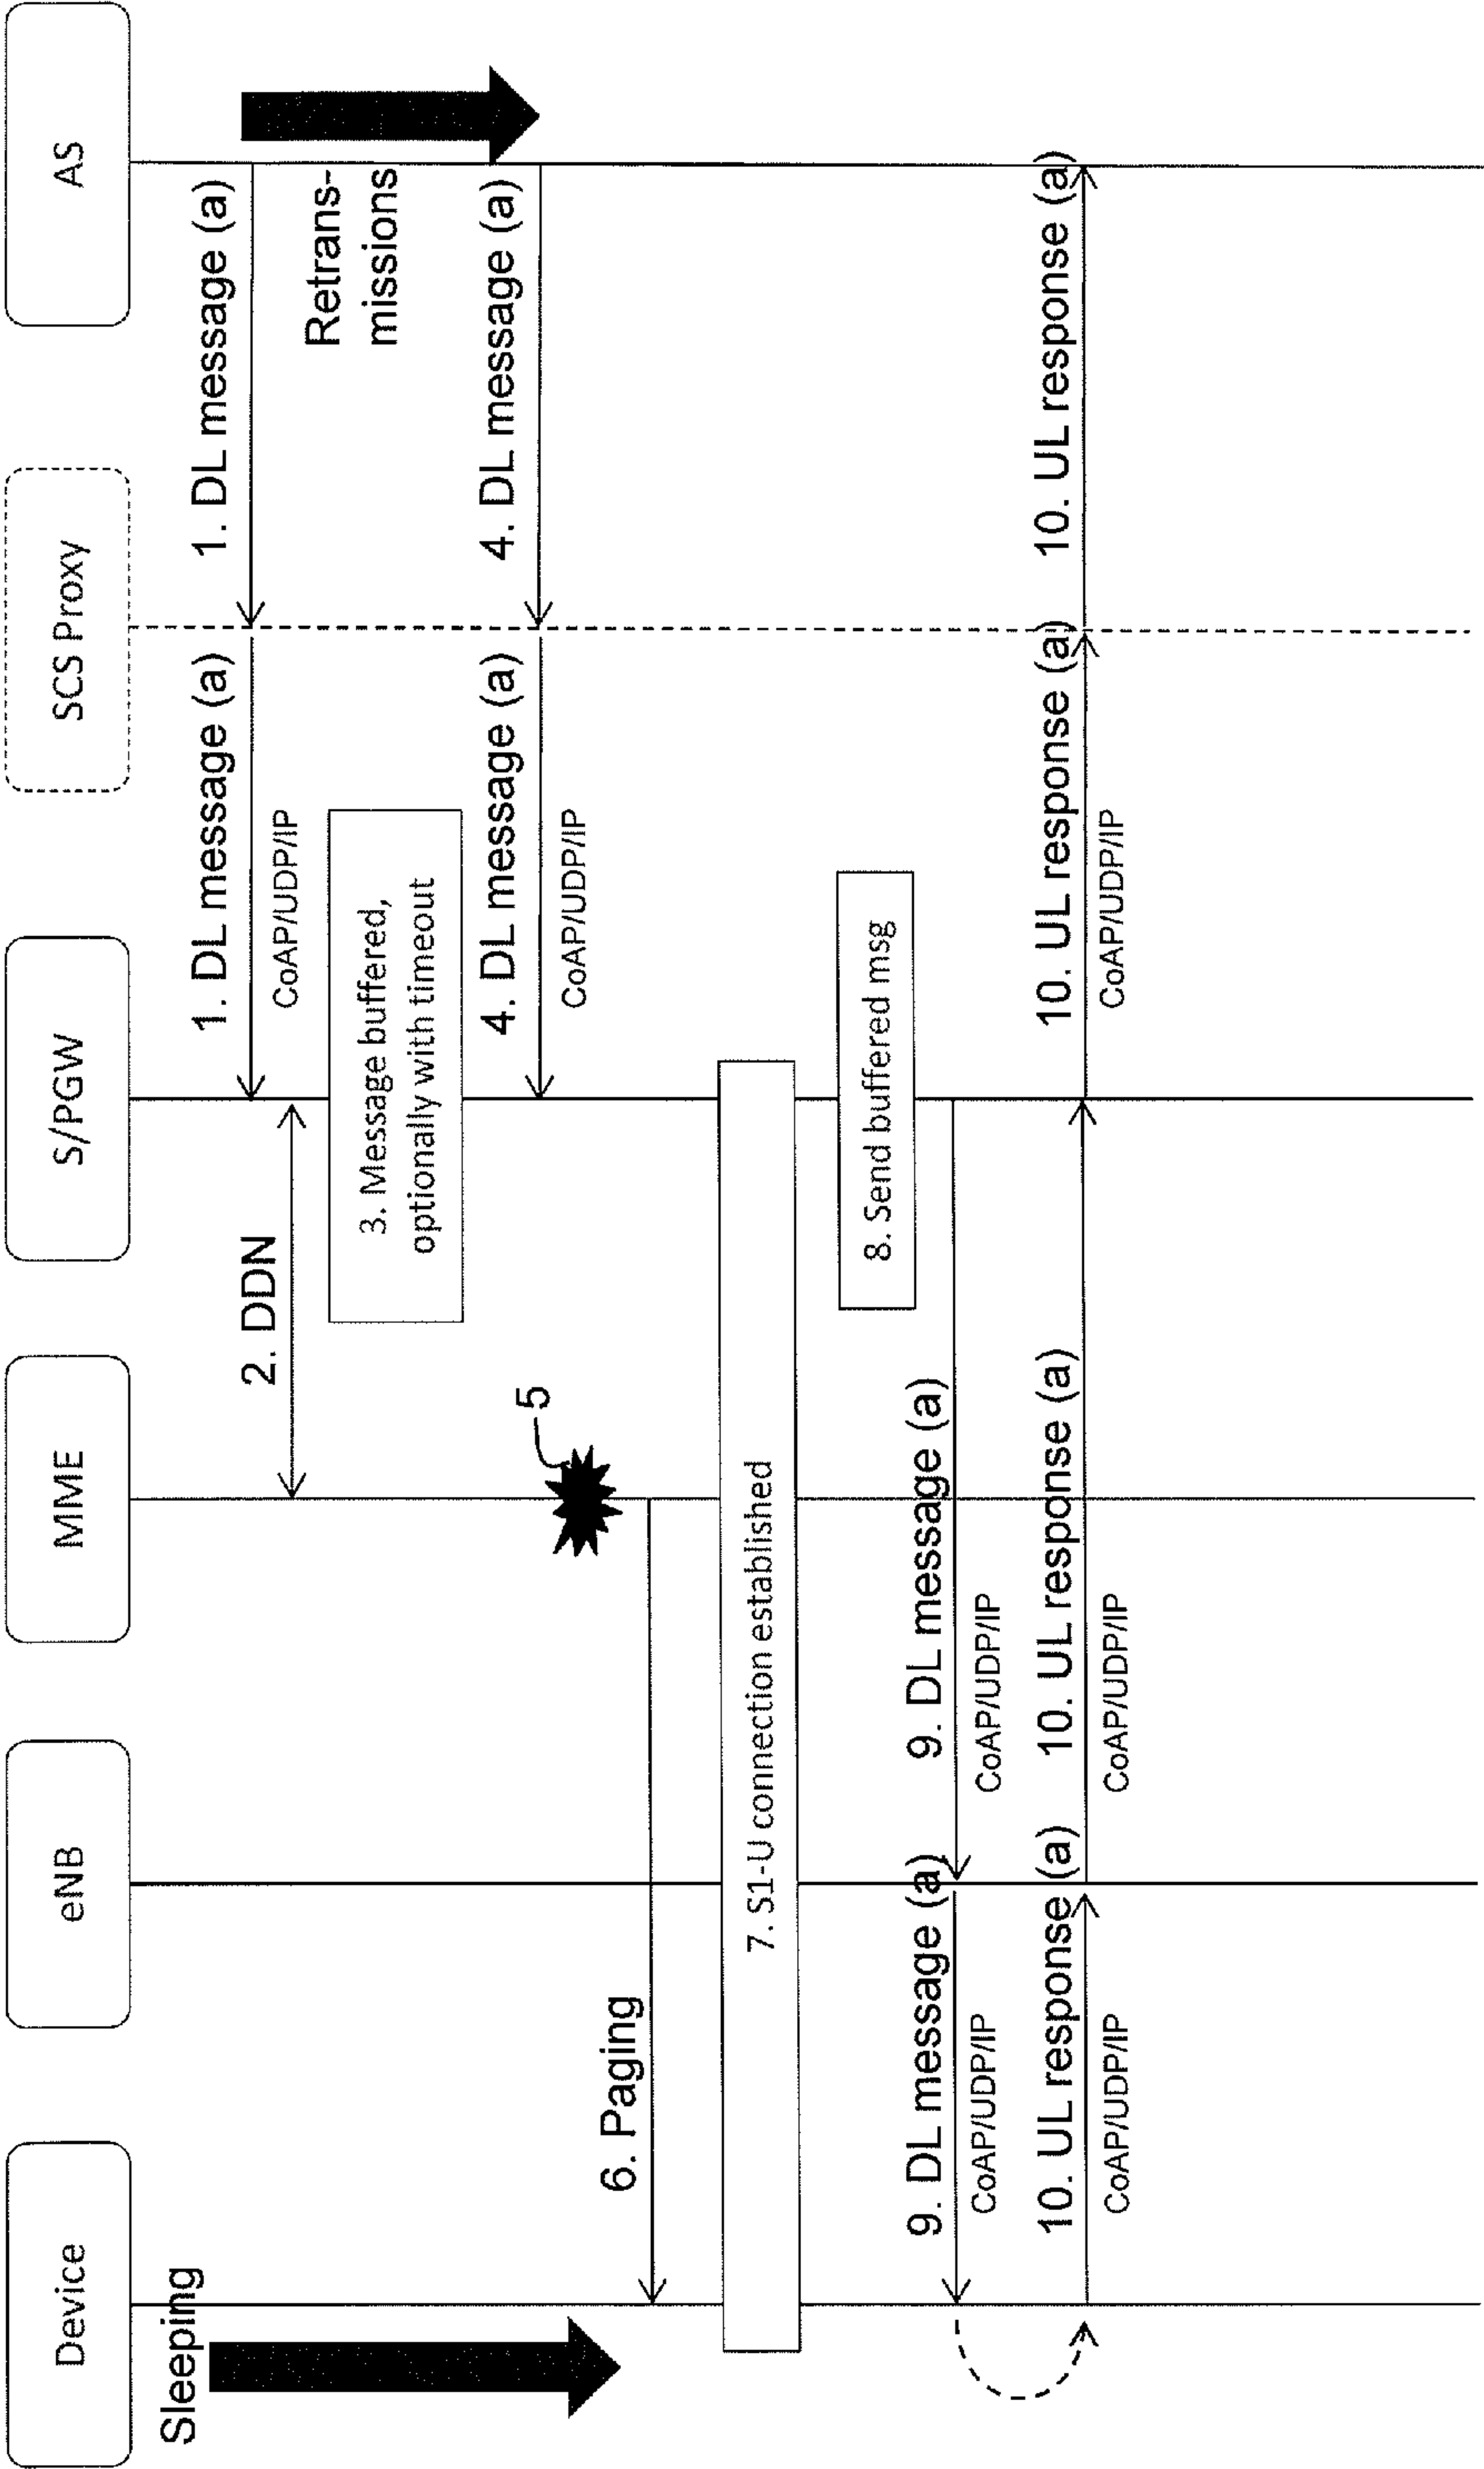 Device
eNB
MME
S/PGW
SCS Proxy
AS
Sleeping
1. DL message (a)
1. DL message (a)
CoAP/UDP/IP
2. DDN
Retrans-
missions
3. Message buffered,
optionally with timeout
4. DL message (a)
4. DL message (a)
CoAP/UDP/IP
5
6. Paging
7. S1-U connection established
8. Send buffered msg
9. DL message (a)
9. DL message (a)
CoAP/UDP/IP
CoAP/UDP/IP
10. UL response (a)
10. UL response (a)
10. UL response (a)
10. UL response (a)
CoAP/UDP/IP
CoAP/UDP/IP
CoAP/UDP/IP